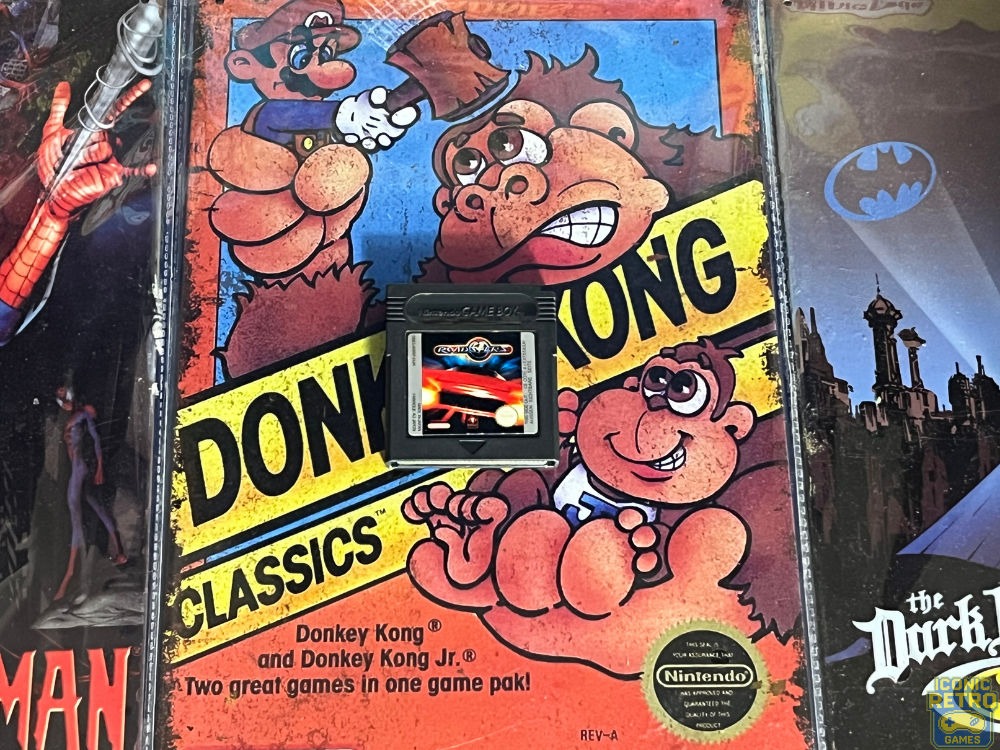 DONK
KONG
CLASSICS™
Donkey Kong®
and Donkey Kong Jr.®
Two great games in one game pak!
REV-A
THIS SEAL IS
YOUR ASSURANCE THAT
Nintendo
HAS APPROVED AND
GUARANTEED THE
QUALITY OF THIS
PRODUCT
Nintendo GAME BOY
MAN
the
Dark
ICONIC
RETRO
GAMES